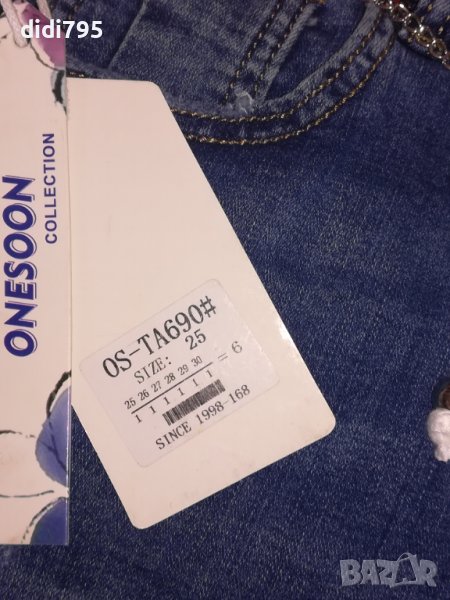 didi795
ONESOON
COLLECTION
OS-TA690#
SIZE: 25
25 26 27 28 29 30
1 1 1 1 1 1 = 6
SINCE 1998-168
BAZAR